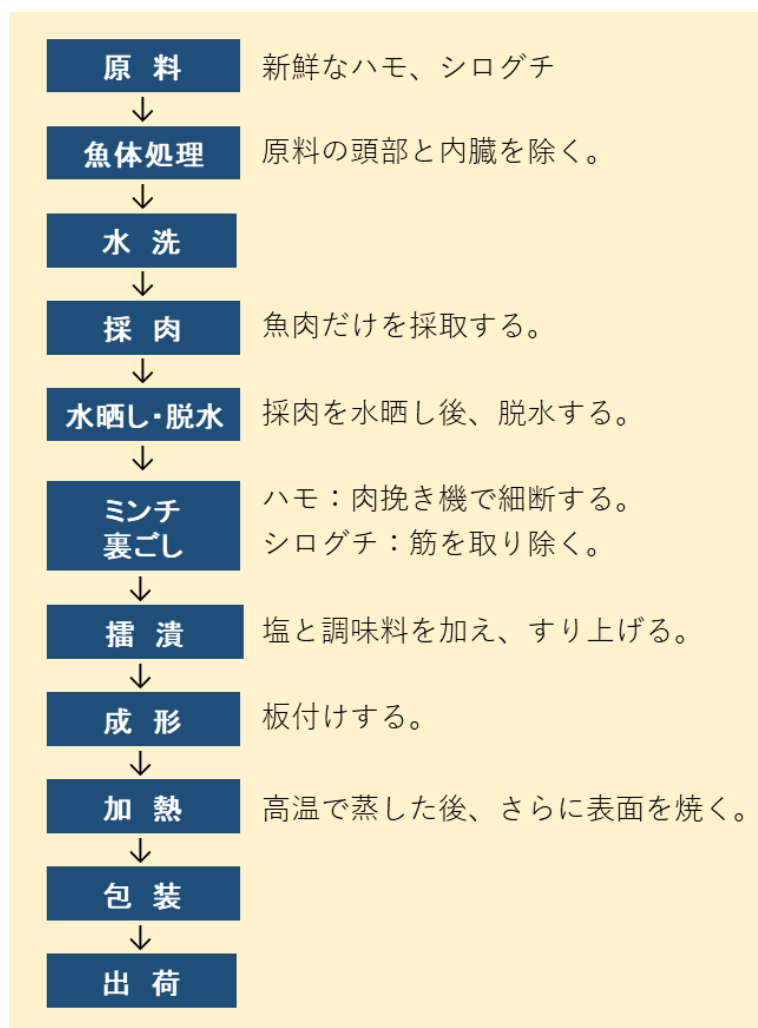 原料 新鮮なハモ、シログチ
↓
魚体処理 原料の頭部と内臓を除く。
↓
水洗
↓
採肉 魚肉だけを採取する。
↓
水晒し・脱水 採肉を水晒し後、脱水する。
↓
ミンチ
裏ごし
ハモ：肉挽き機で細断する。
シログチ：筋を取り除く。
↓
擂潰 塩と調味料を加え、すり上げる。
↓
成形 板付けする。
↓
加熱 高温で蒸した後、さらに表面を焼く。
↓
包装
↓
出荷